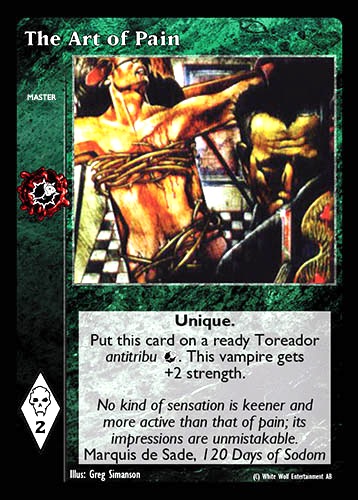 The Art of Pain
MASTER
Unique.
Put this card on a ready Toreador
antitribu . This vampire gets
+2 strength.
No kind of sensation is keener and
more active than that of pain; its
impressions are unmistakable.
Marquis de Sade, 120 Days of Sodom
2
Illus: Greg Simanson
(C) White Wolf Entertainment AB